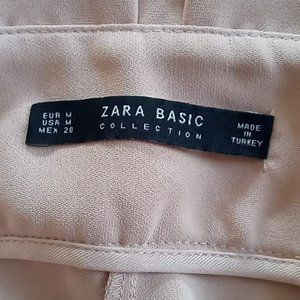 EUR M
USA M
MEX 28
ZARA BASIC
COLLECTION
MADE
IN
TURKEY